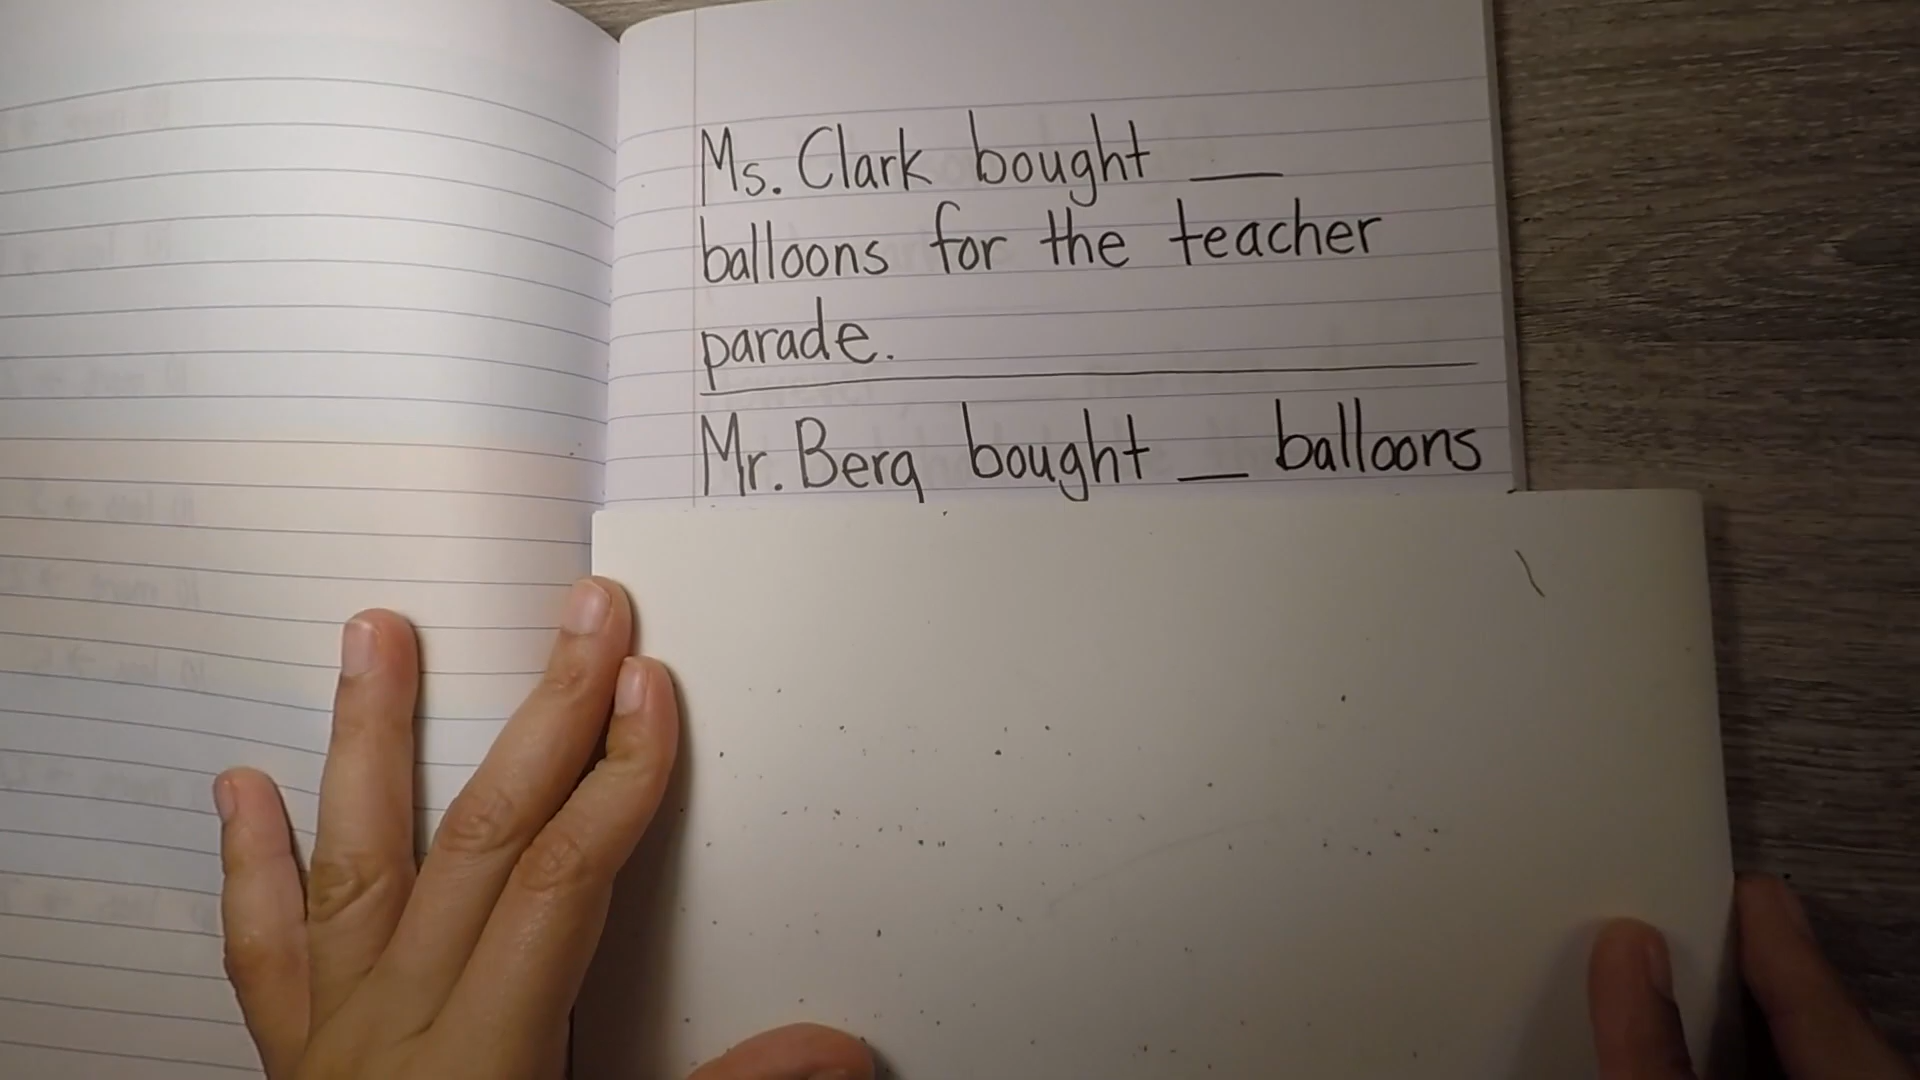 Ms. Clark bought __
balloons for the teacher
parade.
Mr. Berg bought __ balloons